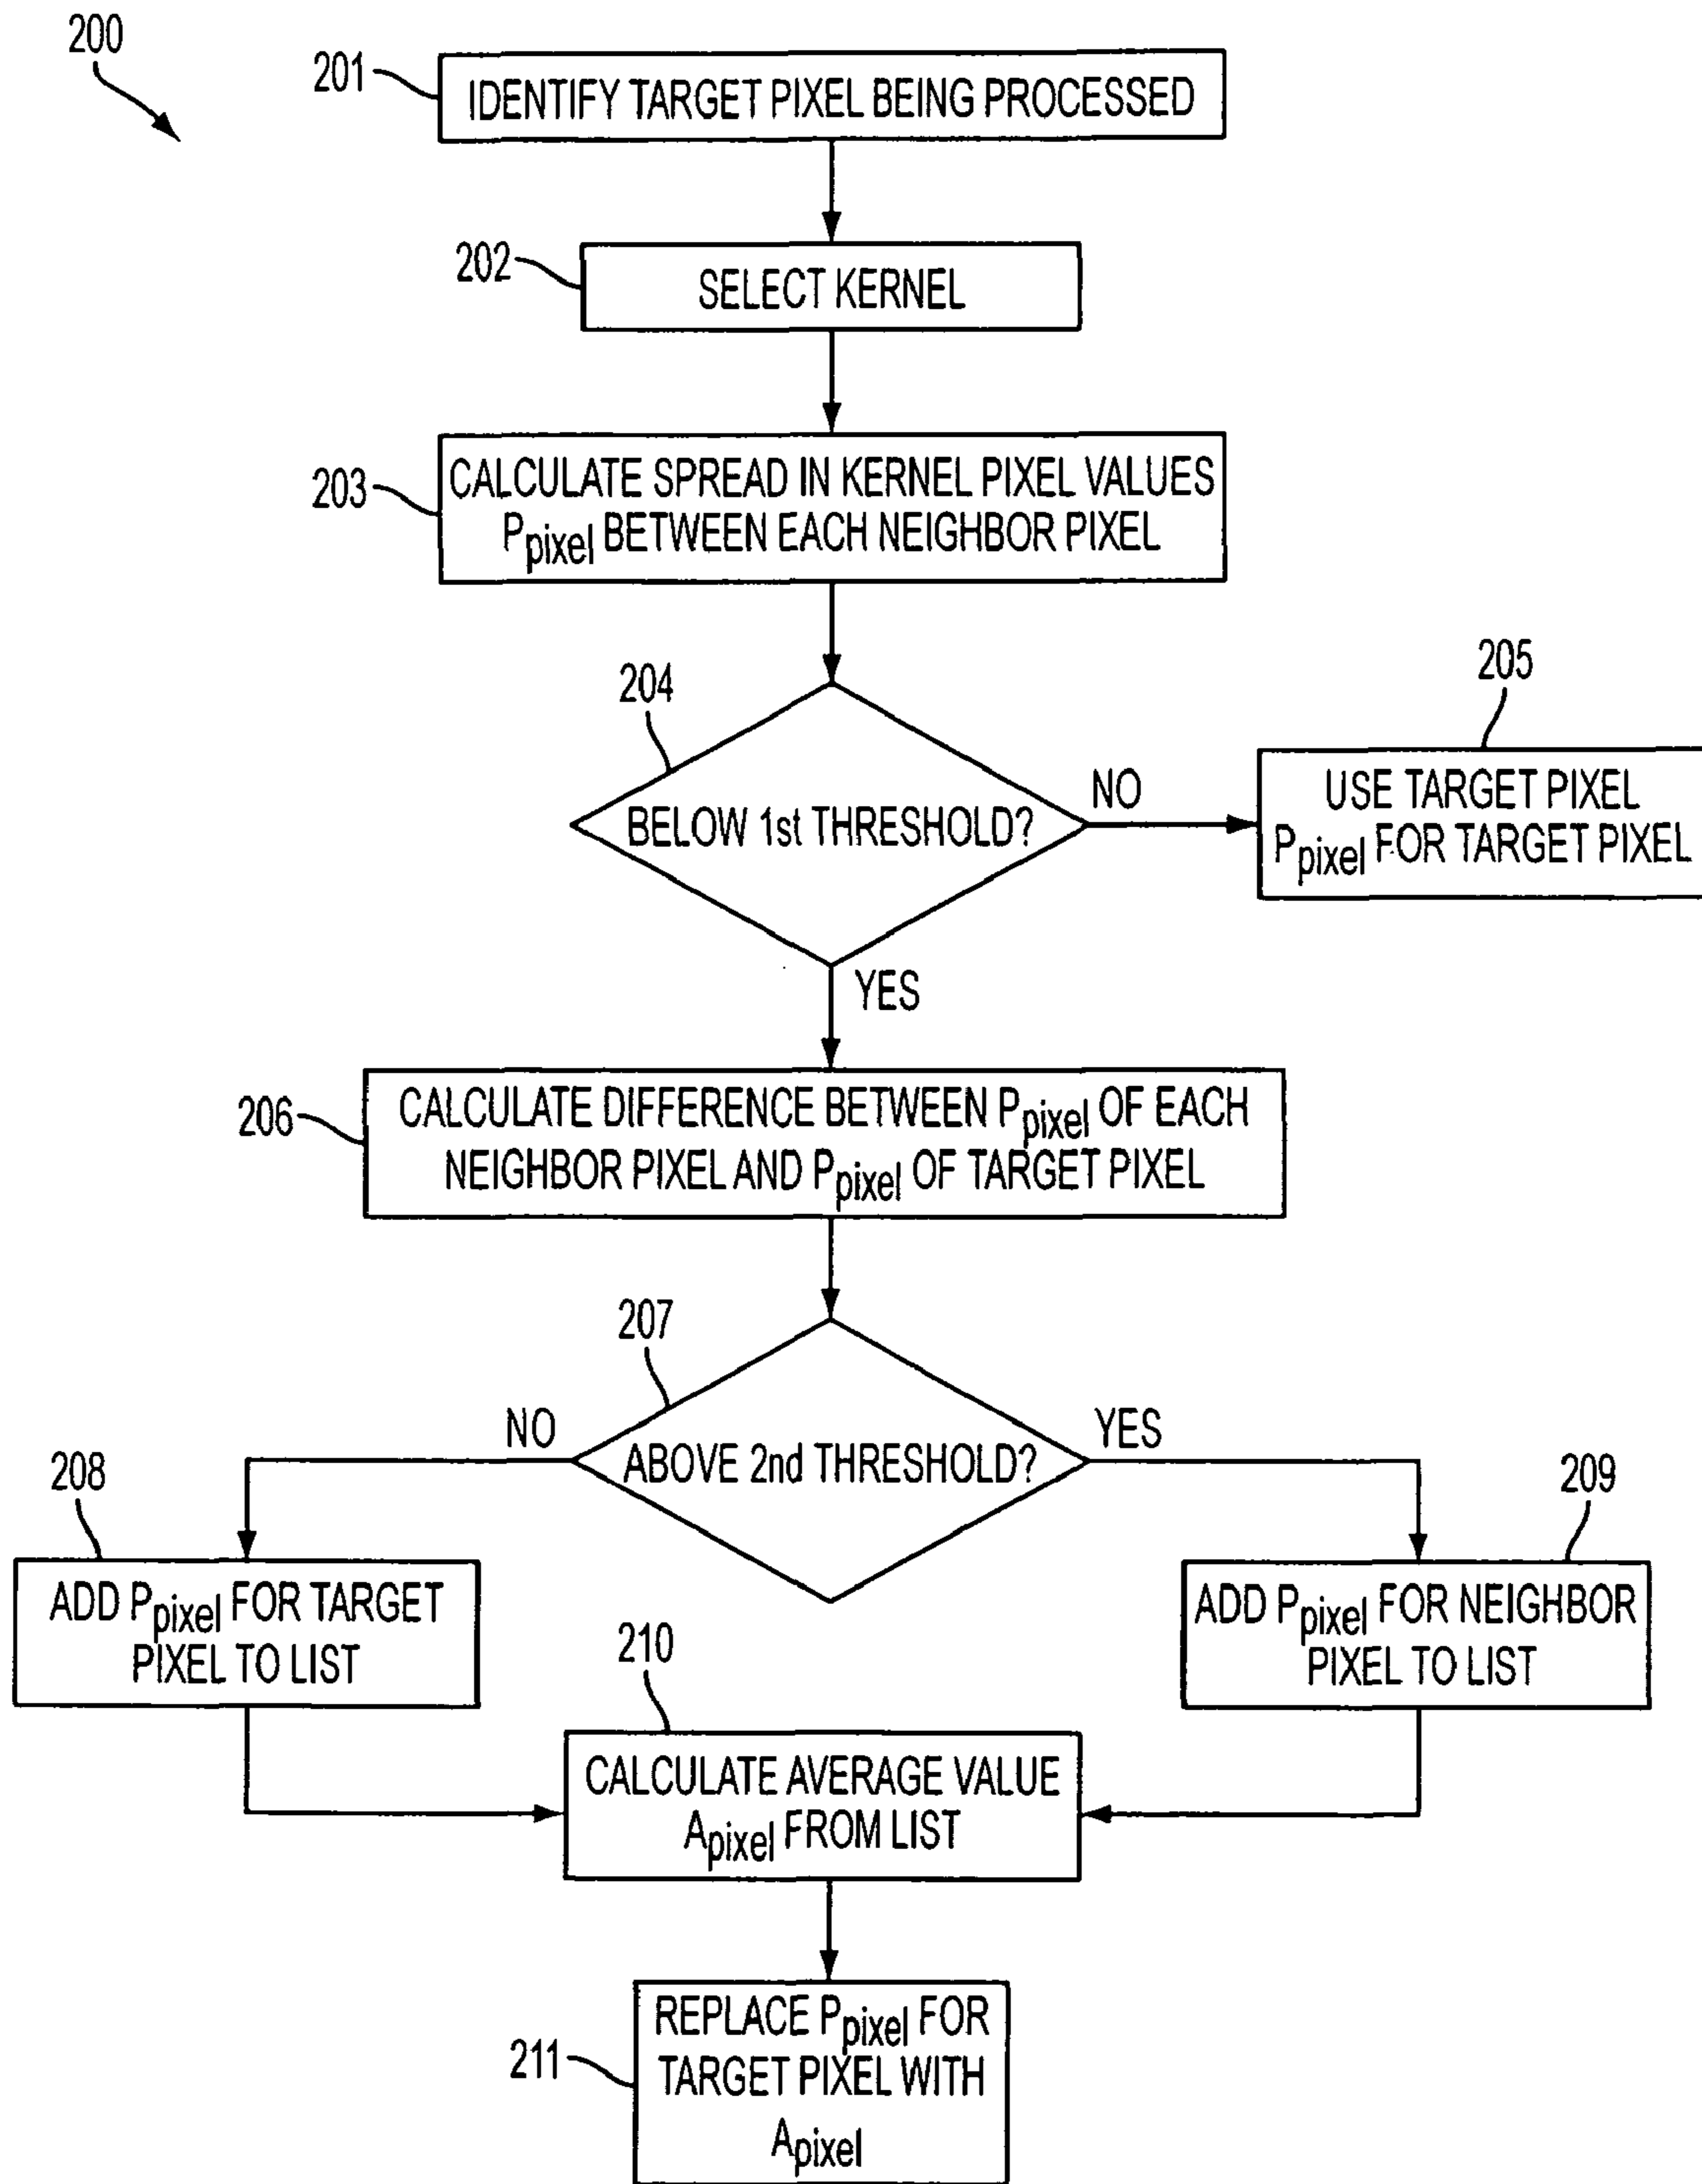 200
201
IDENTIFY TARGET PIXEL BEING PROCESSED
202
SELECT KERNEL
203
CALCULATE SPREAD IN KERNEL PIXEL VALUES
Ppixel BETWEEN EACH NEIGHBOR PIXEL
204
BELOW 1st THRESHOLD?
NO
205
USE TARGET PIXEL
Ppixel FOR TARGET PIXEL
YES
206
CALCULATE DIFFERENCE BETWEEN Ppixel OF EACH
NEIGHBOR PIXEL AND Ppixel OF TARGET PIXEL
207
ABOVE 2nd THRESHOLD?
NO
YES
208
ADD Ppixel FOR TARGET
PIXEL TO LIST
209
ADD Ppixel FOR NEIGHBOR
PIXEL TO LIST
210
CALCULATE AVERAGE VALUE
Apixel FROM LIST
211
REPLACE Ppixel FOR
TARGET PIXEL WITH
Apixel